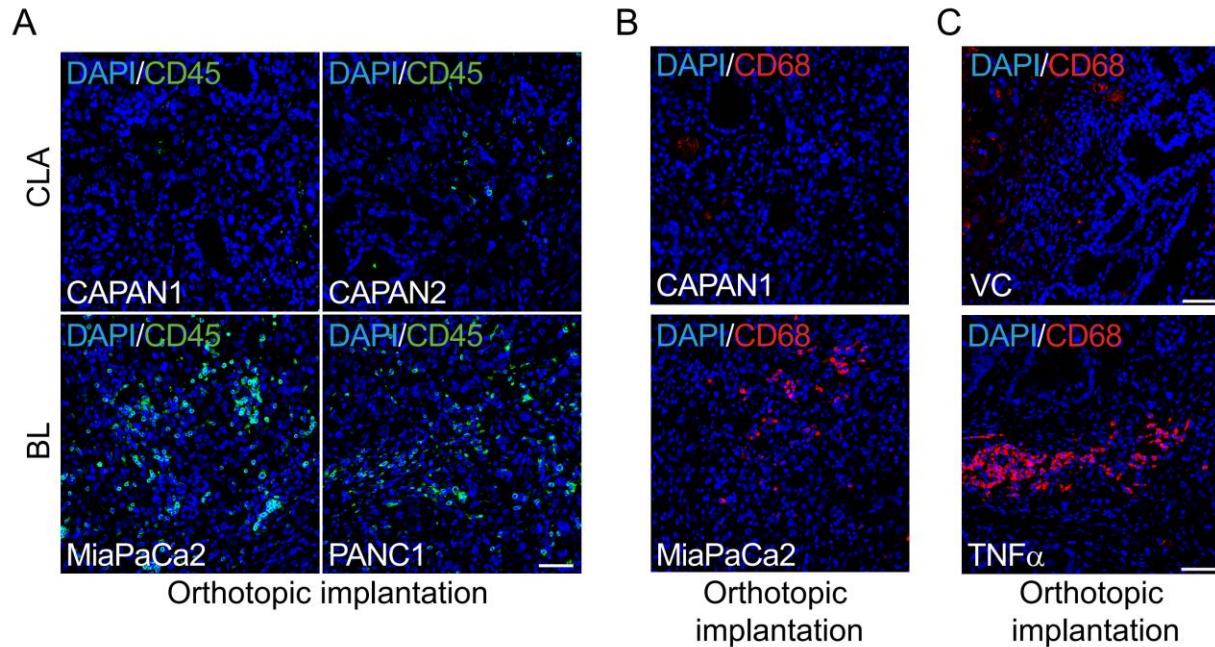 A
B
C
CLA
DAPI/CD45
CAPAN1
DAPI/CD45
CAPAN2
DAPI/CD68
CAPAN1
DAPI/CD68
VC
BL
DAPI/CD45
MiaPaCa2
DAPI/CD45
PANC1
DAPI/CD68
MiaPaCa2
DAPI/CD68
TNFα
Orthotopic implantation
Orthotopic
implantation
Orthotopic
implantation